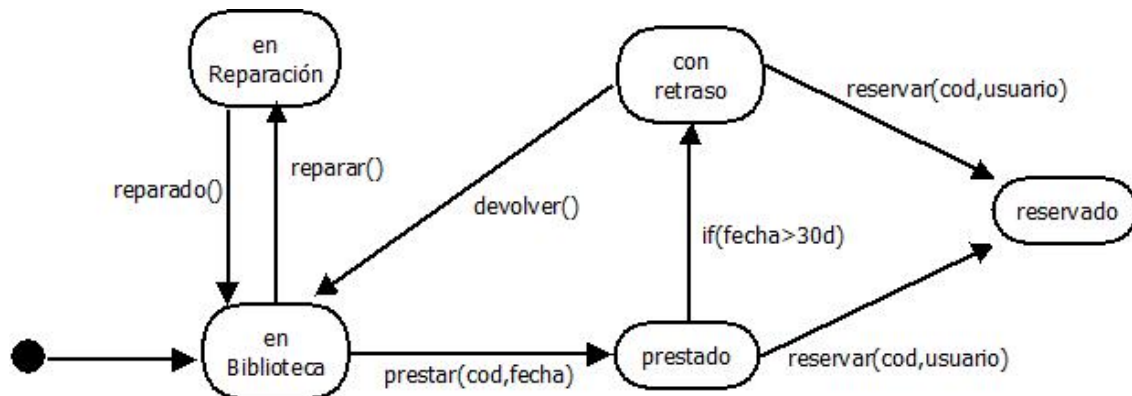 en
Reparación
con
retraso
reservar(cod,usuario)
reparado()
reparar()
devolver()
reservado
if(fecha>30d)
en
Biblioteca
prestado
prestar(cod,fecha)
reservar(cod,usuario)